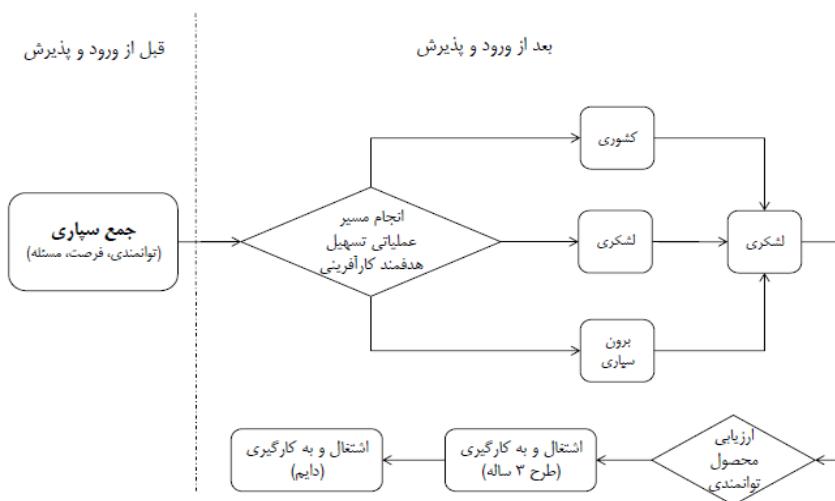 قبل از ورود و پذیرش
بعد از ورود و پذیرش
جمع سپاری
(توانمندی، فرصت، مسئله)
انجام مسیر
عملیاتی تسهیل
هدفمند کارآفرینی
کشوری
لشکری
برون
سپاری
لشکری
ارزیابی
محصول
توانمندی
اشتغال و به کارگیری
(طرح ۳ ساله)
اشتغال و به کارگیری
(دایم)